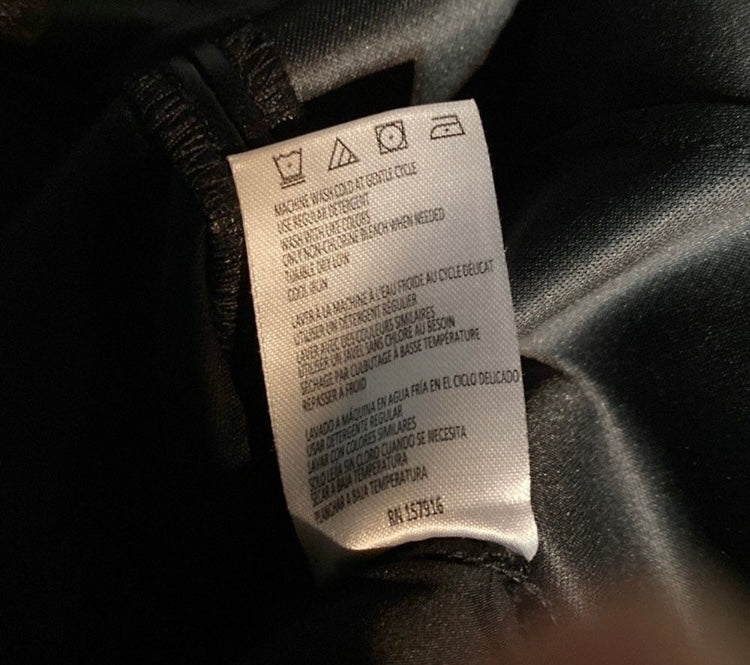 MACHINE WASH COLD AT GENTLE CYCLE
USE REGULAR DETERGENT
WASH WITH LIKE COLORS
ONLY NON-CHLORINE BLEACH WHEN NEEDED
TUMBLE DRY LOW
COOL IRON
LAVER À LA MACHINE À L'EAU FROIDE AU CYCLE DÉLICAT
UTILISER UN DÉTERGENT RÉGULIER
LAVER AVEC DES COULEURS SIMILAIRES
UTILISER UN JAVEL SANS CHLORE AU BESOIN
SÉCHAGE PAR CULBUTAGE À BASSE TEMPÉRATURE
REPASSER À FROID
LAVADO A MÁQUINA EN AGUA FRÍA EN EL CICLO DELICADO
USAR DETERGENTE REGULAR
LAVAR CON COLORES SIMILARES
SOLO LEJÍA SIN CLORO CUANDO SE NECESITA
SECAR A BAJA TEMPERATURA
PLANCHAR A BAJA TEMPERATURA
RN 157916